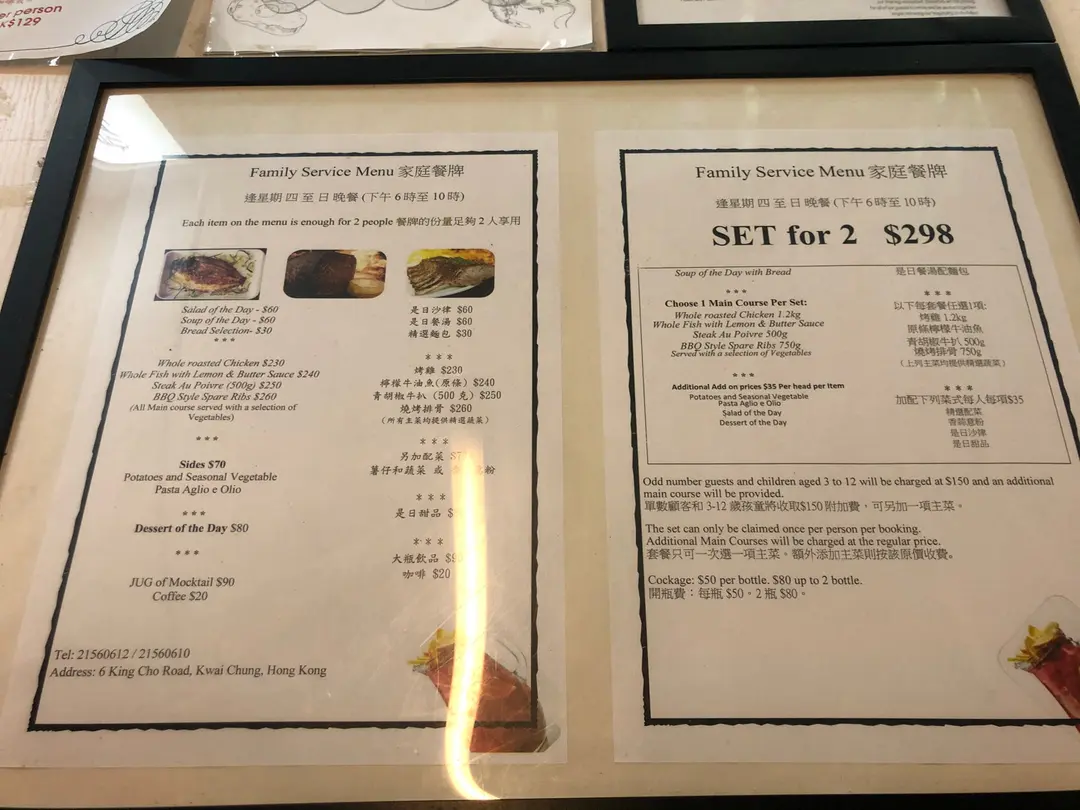 er person
k$129
Family Service Menu 家庭餐牌
逢星期 四 至 日 晚餐 (下午 6 時至 10 時)
Each item on the menu is enough for 2 people 餐牌的份量足夠 2 人享用
Salad of the Day - $60
Soup of the Day - $60
Bread Selection- $30
***
Whole roasted Chicken $230
Whole Fish with Lemon & Butter Sauce $240
Steak Au Poivre (500g) $250
BBQ Style Spare Ribs $260
(All Main course served with a selection of
Vegetables)
***
Sides $70
Potatoes and Seasonal Vegetable
Pasta Aglio e Olio
***
Dessert of the Day $80
***
JUG of Mocktail $90
Coffee $20
是日沙律 $60
是日餐湯 $60
精選麵包 $30
***
烤雞 $230
檸檬牛油魚(原條) $240
青胡椒牛扒 (500 克) $250
燒烤排骨 $260
(所有主菜均提供精選蔬菜)
***
另加配菜 $7
薯仔和蔬菜 或 粉
***
是日甜品 $
***
大瓶飲品 $9
咖啡 $20
Tel: 21560612 / 21560610
Address: 6 King Cho Road, Kwai Chung, Hong Kong
Family Service Menu 家庭餐牌
逢星期 四 至 日 晚餐 (下午 6 時至 10 時)
SET for 2 $298
Soup of the Day with Bread
***
Choose 1 Main Course Per Set:
Whole roasted Chicken 1.2kg
Whole Fish with Lemon & Butter Sauce
Steak Au Poivre 500g
BBQ Style Spare Ribs 750g
Served with a selection of Vegetables
***
Additional Add on prices $35 Per head per Item
Potatoes and Seasonal Vegetable
Pasta Aglio e Olio
Salad of the Day
Dessert of the Day
是日餐湯配麵包
***
以下每套餐任選1項:
烤雞 1.2kg
原條檸檬牛油魚
青胡椒牛扒 500g
燒烤排骨 750g
(上列主菜均提供精選蔬菜)
***
加配下列菜式每人每項$35
精選配菜
香蒜意粉
是日沙律
是日甜品
Odd number guests and children aged 3 to 12 will be charged at $150 and an additional
main course will be provided.
單數顧客和 3-12 歲孩童將收取$150 附加費，可另加一項主菜。
The set can only be claimed once per person per booking.
Additional Main Courses will be charged at the regular price.
套餐只可一次選一項主菜。額外添加主菜則按該原價收費。
Cockage: $50 per bottle. $80 up to 2 bottle.
開瓶費：每瓶 $50。2 瓶 $80。